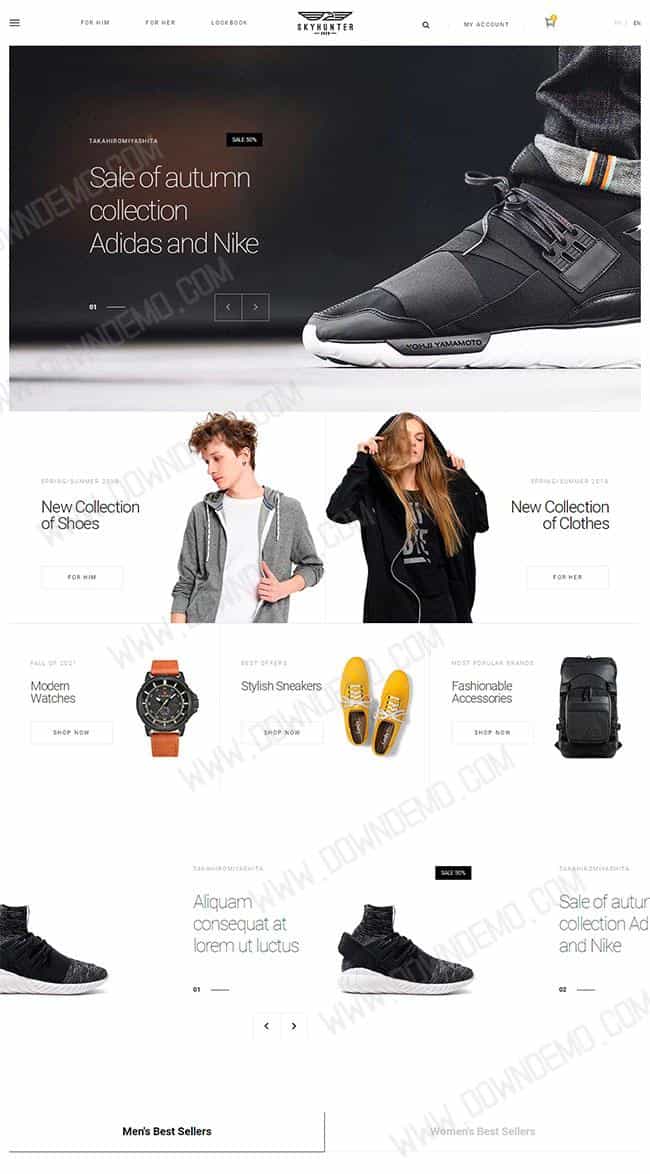 FOR HIM
FOR HER
LOOKBOOK
SKYHUNTER
MY ACCOUNT
EN
TAKAHIROMIYASHITA
SALE 50%
Sale of autumn
collection
Adidas and Nike
01
YOHJI YAMAMOTO
SPRING/SUMMER 2018
New Collection
of Shoes
FOR HIM
SPRING/SUMMER 2018
New Collection
of Clothes
FOR HER
FALL OF 2021
Modern
Watches
SHOP NOW
BEST OFFERS
Stylish Sneakers
SHOP NOW
MOST POPULAR BRANDS
Fashionable
Accessories
SHOP NOW
TAKAHIROMIYASHITA
Aliquam
consequat at
lorem ut luctus
01
SALE 50%
TAKAHIROMIYASHITA
Sale of autum
collection Ad
and Nike
02
Men's Best Sellers
Women's Best Sellers
WWW.DOWNDEMO.COM